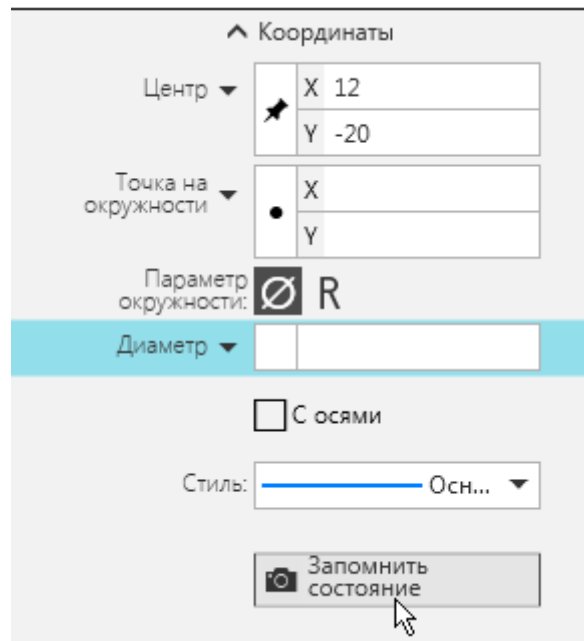 Координаты
Центр X 12
Y -20
Точка на
окружности
X
Y
Параметр
окружности: Ø R
Диаметр
С осями
Стиль: Осн...
Запомнить
состояние